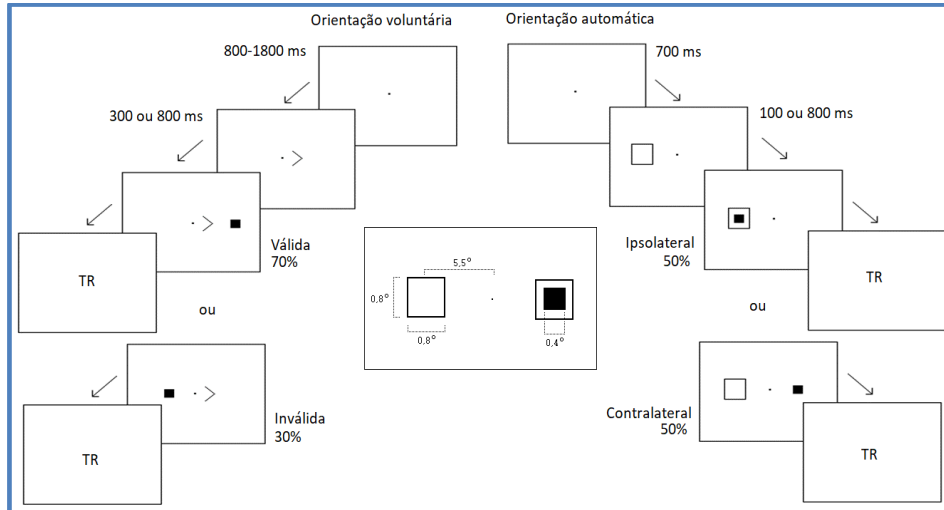 Orientação voluntária
800-1800 ms
300 ou 800 ms
Válida
70%
TR
ou
Inválida
30%
TR
5,5°
0,8°
0,8°
0,4°
Orientação automática
700 ms
100 ou 800 ms
Ipsolateral
50%
TR
ou
Contralateral
50%
TR